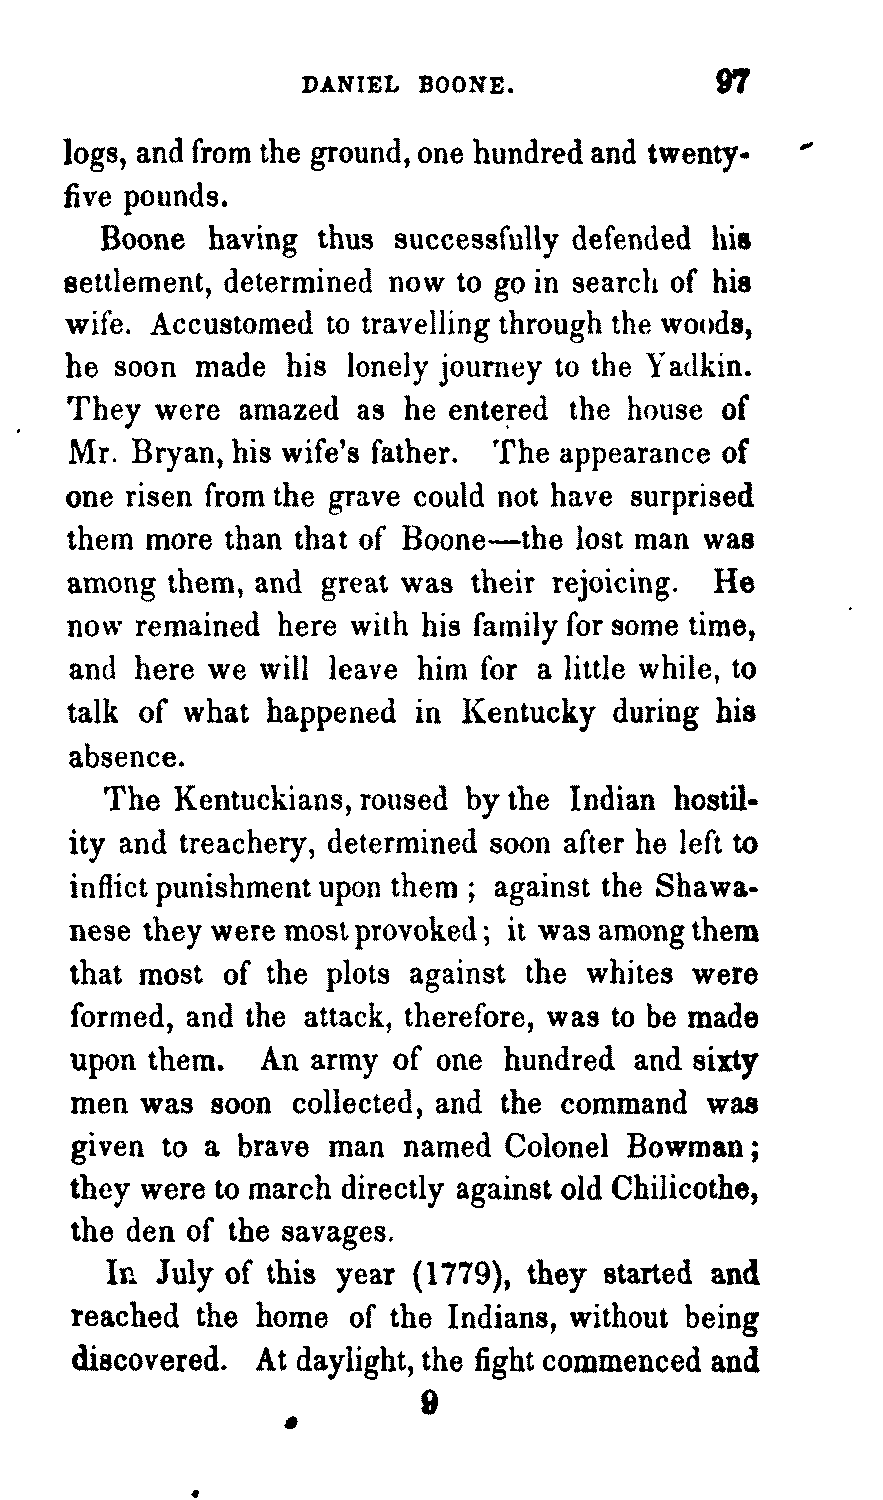 DANIEL BOONE. 97
logs, and from the ground, one hundred and twenty-
five pounds.
Boone having thus successfully defended his
settlement, determined now to go in search of his
wife. Accustomed to travelling through the woods,
he soon made his lonely journey to the Yadkin.
They were amazed as he entered the house of
Mr. Bryan, his wife's father. The appearance of
one risen from the grave could not have surprised
them more than that of Boone—the lost man was
among them, and great was their rejoicing. He
now remained here with his family for some time,
and here we will leave him for a little while, to
talk of what happened in Kentucky during his
absence.
The Kentuckians, roused by the Indian hostil-
ity and treachery, determined soon after he left to
inflict punishment upon them ; against the Shawa-
nese they were most provoked; it was among them
that most of the plots against the whites were
formed, and the attack, therefore, was to be made
upon them. An army of one hundred and sixty
men was soon collected, and the command was
given to a brave man named Colonel Bowman;
they were to march directly against old Chilicothe,
the den of the savages.
In July of this year (1779), they started and
reached the home of the Indians, without being
discovered. At daylight, the fight commenced and
9